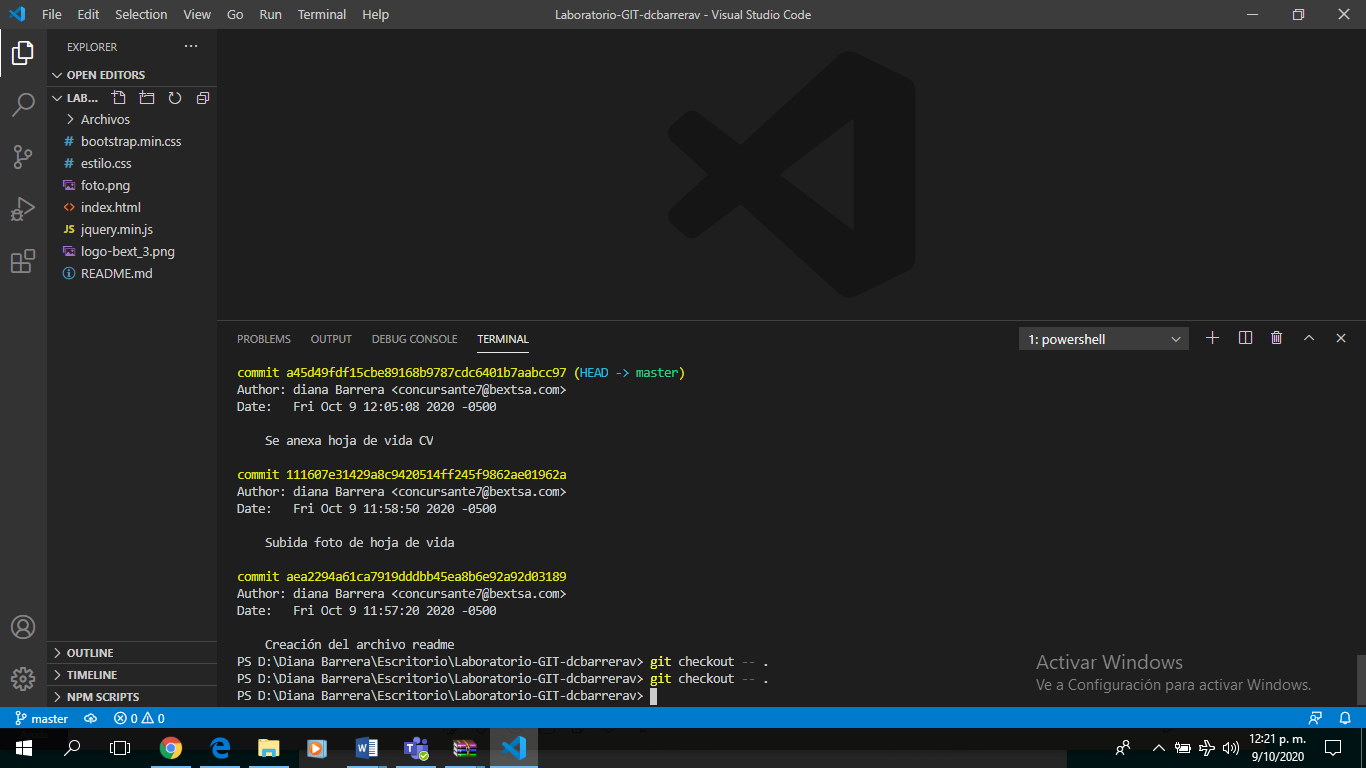 File Edit Selection View Go Run Terminal Help
Laboratorio-GIT-dcbarrerav - Visual Studio Code
EXPLORER
OPEN EDITORS
LAB...
Archivos
# bootstrap.min.css
# estilo.css
foto.png
<> index.html
JS jquery.min.js
logo-bext_3.png
README.md
OUTLINE
TIMELINE
NPM SCRIPTS
PROBLEMS OUTPUT DEBUG CONSOLE TERMINAL
1: powershell
commit a45d49fdf15cbe89168b9787cdc6401b7aabcc97 (HEAD -> master)
Author: diana Barrera <concursante7@bextsa.com>
Date:   Fri Oct 9 12:05:08 2020 -0500
Se anexa hoja de vida CV
commit 111607e31429a8c9420514ff245f9862ae01962a
Author: diana Barrera <concursante7@bextsa.com>
Date:   Fri Oct 9 11:58:50 2020 -0500
Subida foto de hoja de vida
commit aea2294a61ca7919dddbb45ea8b6e92a92d03189
Author: diana Barrera <concursante7@bextsa.com>
Date:   Fri Oct 9 11:57:20 2020 -0500
Creación del archivo readme
PS D:\Diana Barrera\Escritorio\Laboratorio-GIT-dcbarrerav> git checkout -- .
PS D:\Diana Barrera\Escritorio\Laboratorio-GIT-dcbarrerav> git checkout -- .
PS D:\Diana Barrera\Escritorio\Laboratorio-GIT-dcbarrerav>
Activar Windows
Ve a Configuración para activar Windows.
master 0 0
12:21 p. m.
9/10/2020